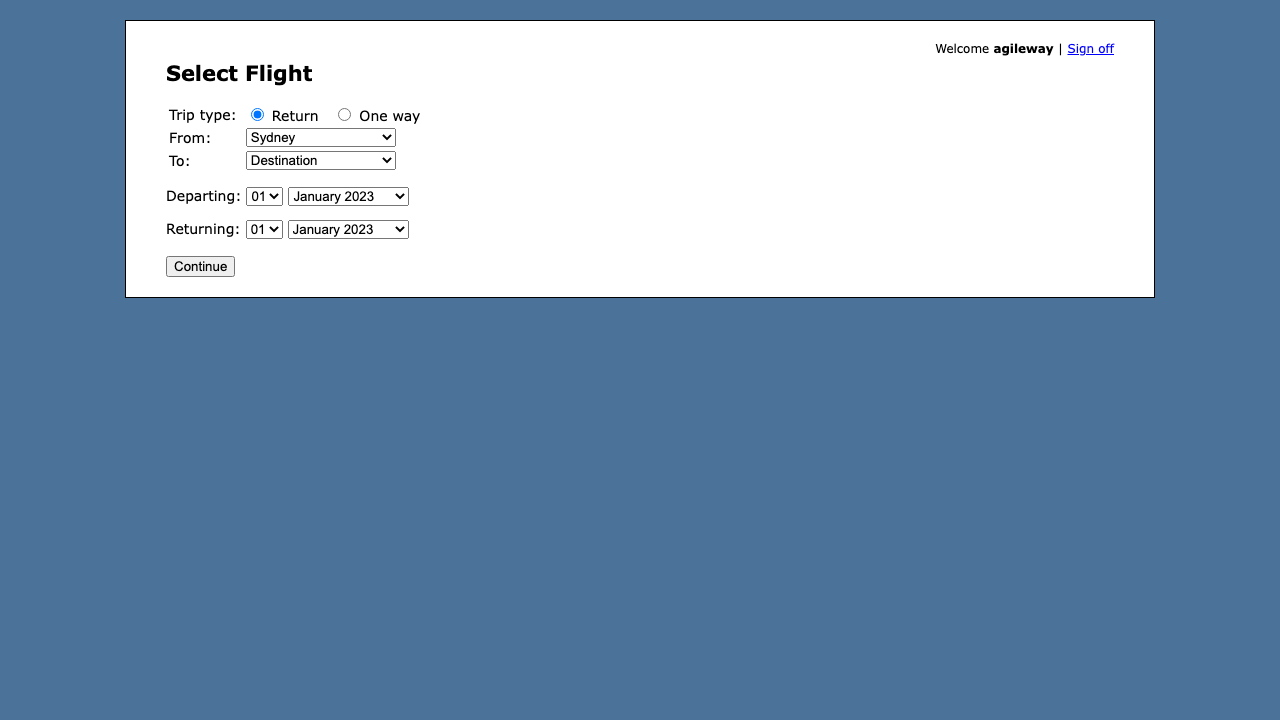 Welcome agileway | Sign off
Select Flight
Trip type: Return One way
From: Sydney
To: Destination
Departing: 01 January 2023
Returning: 01 January 2023
Continue